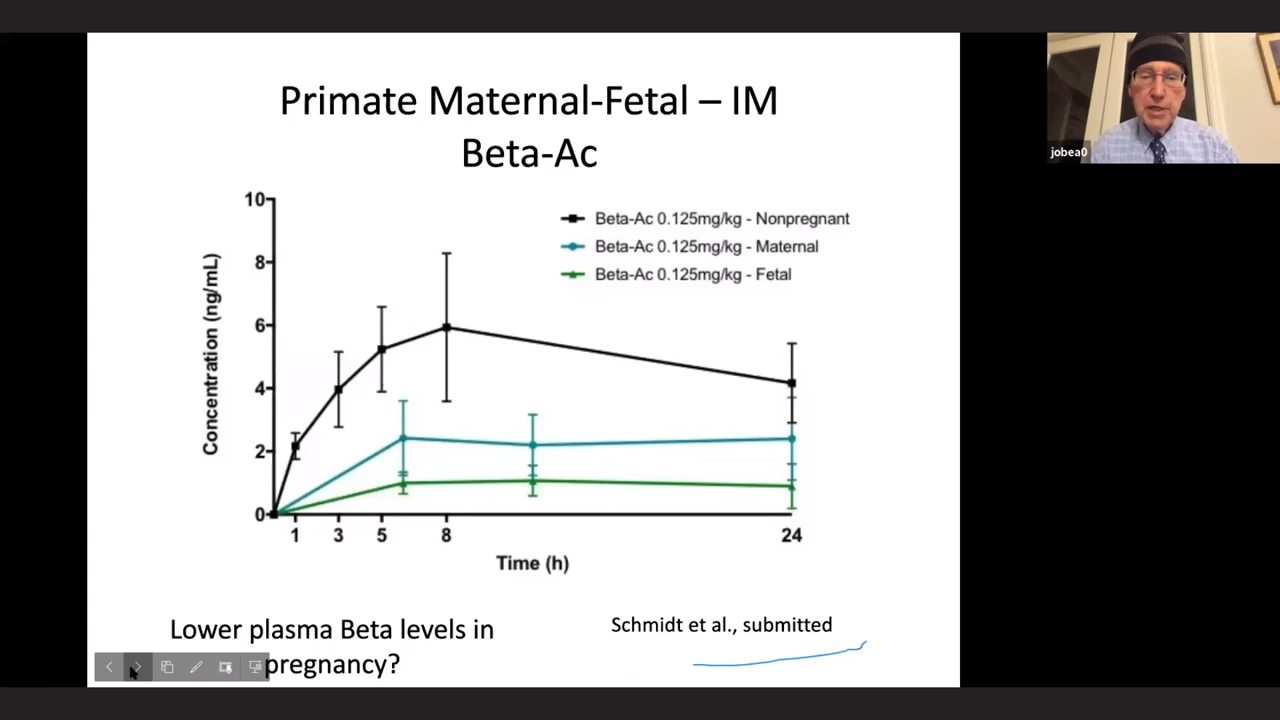 Primate Maternal-Fetal – IM
Beta-Ac
jobea0
10
8
6
4
2
0
Concentration (ng/mL)
Beta-Ac 0.125mg/kg - Nonpregnant
Beta-Ac 0.125mg/kg - Maternal
Beta-Ac 0.125mg/kg - Fetal
1 3 5 8 24
Time (h)
Lower plasma Beta levels in
pregnancy?
Schmidt et al., submitted